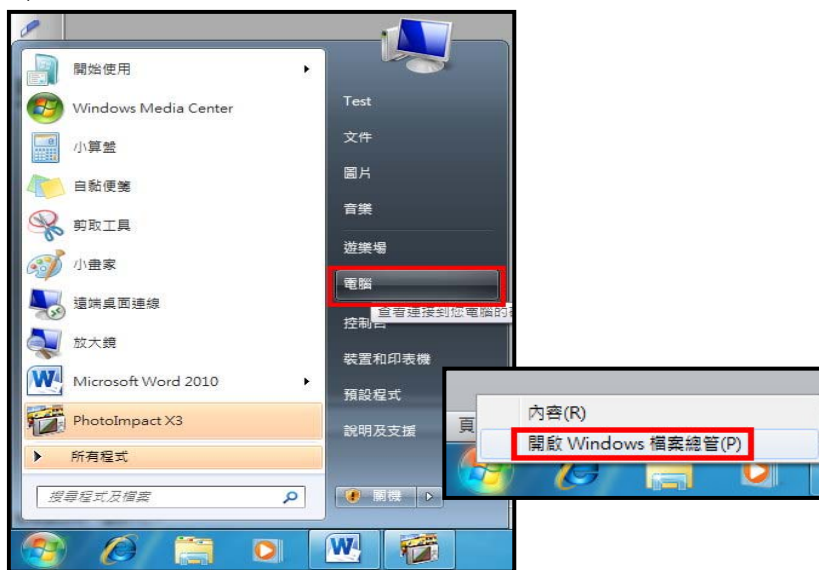 開始使用
Windows Media Center
小算盤
自黏便箋
剪取工具
小畫家
遠端桌面連線
放大鏡
Microsoft Word 2010
PhotoImpact X3
所有程式
搜尋程式及檔案
Test
文件
圖片
音樂
遊樂場
電腦
查看連接到您電腦的
控制台
裝置和印表機
預設程式
說明及支援
關機
頁
內容(R)
開啟 Windows 檔案總管(P)